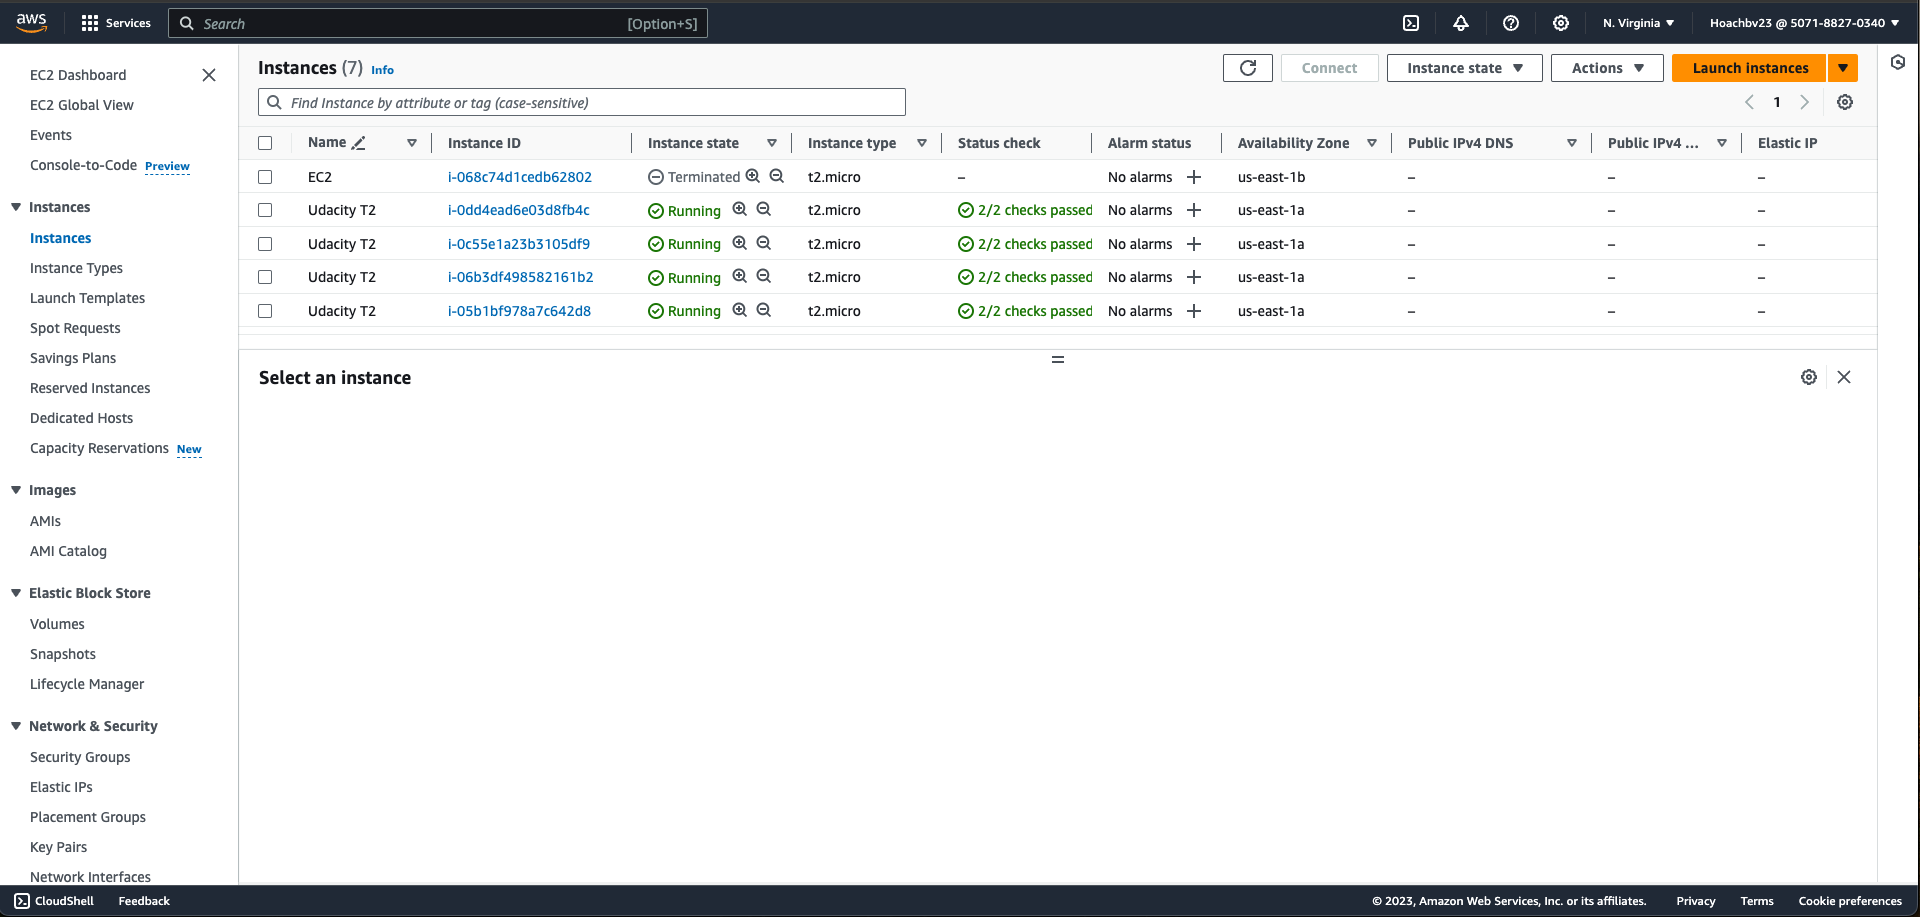 aws
Services
Search
[Option+S]
N. Virginia
Hoachbv23 @ 5071-8827-0340
EC2 Dashboard
EC2 Global View
Events
Console-to-Code Preview
Instances
Instances
Instance Types
Launch Templates
Spot Requests
Savings Plans
Reserved Instances
Dedicated Hosts
Capacity Reservations New
Images
AMIs
AMI Catalog
Elastic Block Store
Volumes
Snapshots
Lifecycle Manager
Network & Security
Security Groups
Elastic IPs
Placement Groups
Key Pairs
Network Interfaces
Instances (7) Info
Connect
Instance state
Actions
Launch instances
Find Instance by attribute or tag (case-sensitive)
1
Name Instance ID Instance state Instance type Status check Alarm status Availability Zone Public IPv4 DNS Public IPv4 ... Elastic IP
EC2 i-068c74d1cedb62802 Terminated t2.micro – No alarms us-east-1b – – –
Udacity T2 i-0dd4ead6e03d8fb4c Running t2.micro 2/2 checks passed No alarms us-east-1a – – –
Udacity T2 i-0c55e1a23b3105df9 Running t2.micro 2/2 checks passed No alarms us-east-1a – – –
Udacity T2 i-06b3df498582161b2 Running t2.micro 2/2 checks passed No alarms us-east-1a – – –
Udacity T2 i-05b1bf978a7c642d8 Running t2.micro 2/2 checks passed No alarms us-east-1a – – –
Select an instance
CloudShell
Feedback
© 2023, Amazon Web Services, Inc. or its affiliates.
Privacy
Terms
Cookie preferences